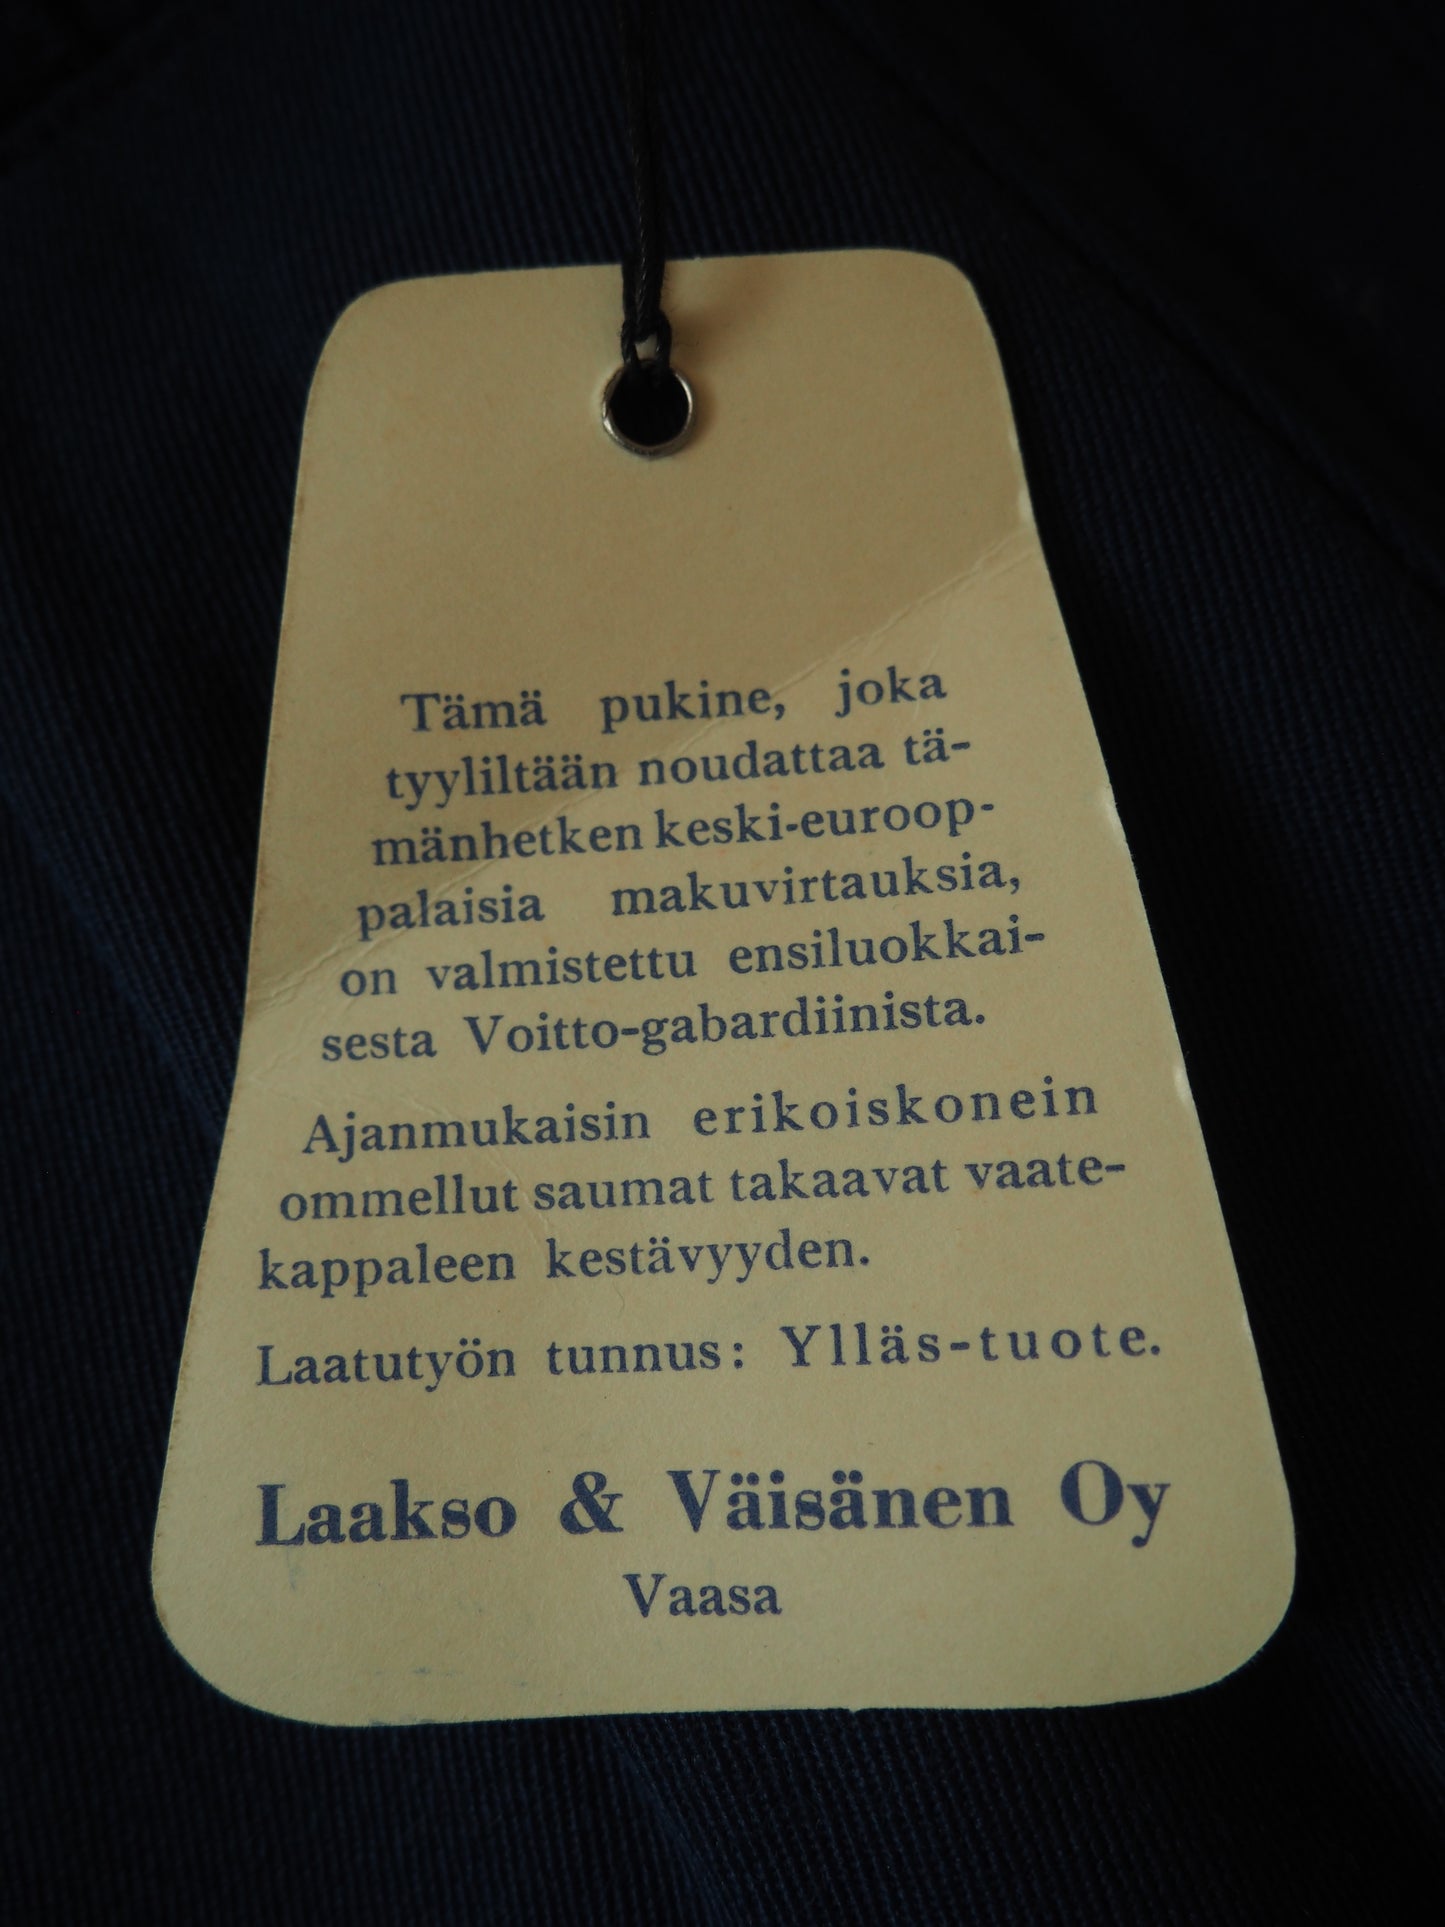 Tämä pukine, joka
tyyliltään noudattaa tä-
mänhetken keski-euroop-
palaisia makuvirtauksia,
on valmistettu ensiluokkai-
sesta Voitto-gabardiinista.
Ajanmukaisin erikoiskonein
ommellut saumat takaavat vaate-
kappaleen kestävyyden.
Laatutyön tunnus: Ylläs-tuote.
Laakso & Väisänen Oy
Vaasa